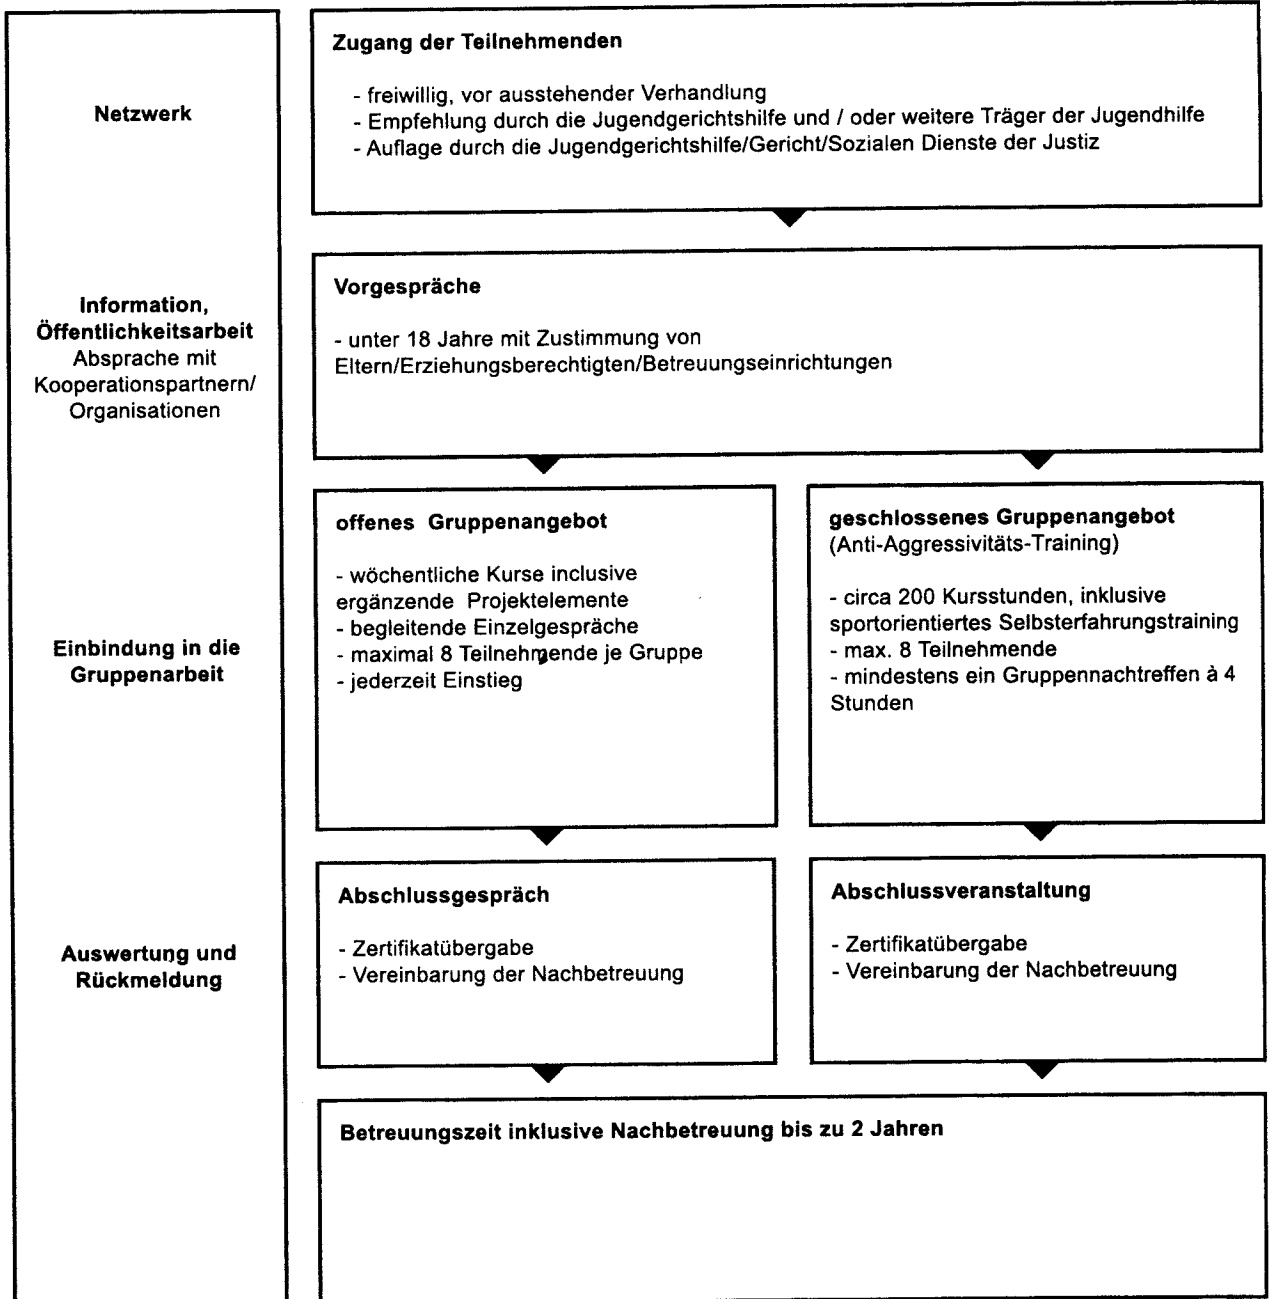 Netzwerk
Information,
Öffentlichkeitsarbeit
Absprache mit
Kooperationspartnern/
Organisationen
Einbindung in die
Gruppenarbeit
Auswertung und
Rückmeldung
Zugang der Teilnehmenden
- freiwillig, vor ausstehender Verhandlung
- Empfehlung durch die Jugendgerichtshilfe und / oder weitere Träger der Jugendhilfe
- Auflage durch die Jugendgerichtshilfe/Gericht/Sozialen Dienste der Justiz
Vorgespräche
- unter 18 Jahre mit Zustimmung von
Eltern/Erziehungsberechtigten/Betreuungseinrichtungen
offenes Gruppenangebot
- wöchentliche Kurse inclusive
ergänzende Projektelemente
- begleitende Einzelgespräche
- maximal 8 Teilnehmende je Gruppe
- jederzeit Einstieg
geschlossenes Gruppenangebot
(Anti-Aggressivitäts-Training)
- circa 200 Kursstunden, inklusive
sportorientiertes Selbsterfahrungstraining
- max. 8 Teilnehmende
- mindestens ein Gruppennachtreffen à 4
Stunden
Abschlussgespräch
- Zertifikatübergabe
- Vereinbarung der Nachbetreuung
Abschlussveranstaltung
- Zertifikatübergabe
- Vereinbarung der Nachbetreuung
Betreuungszeit inklusive Nachbetreuung bis zu 2 Jahren